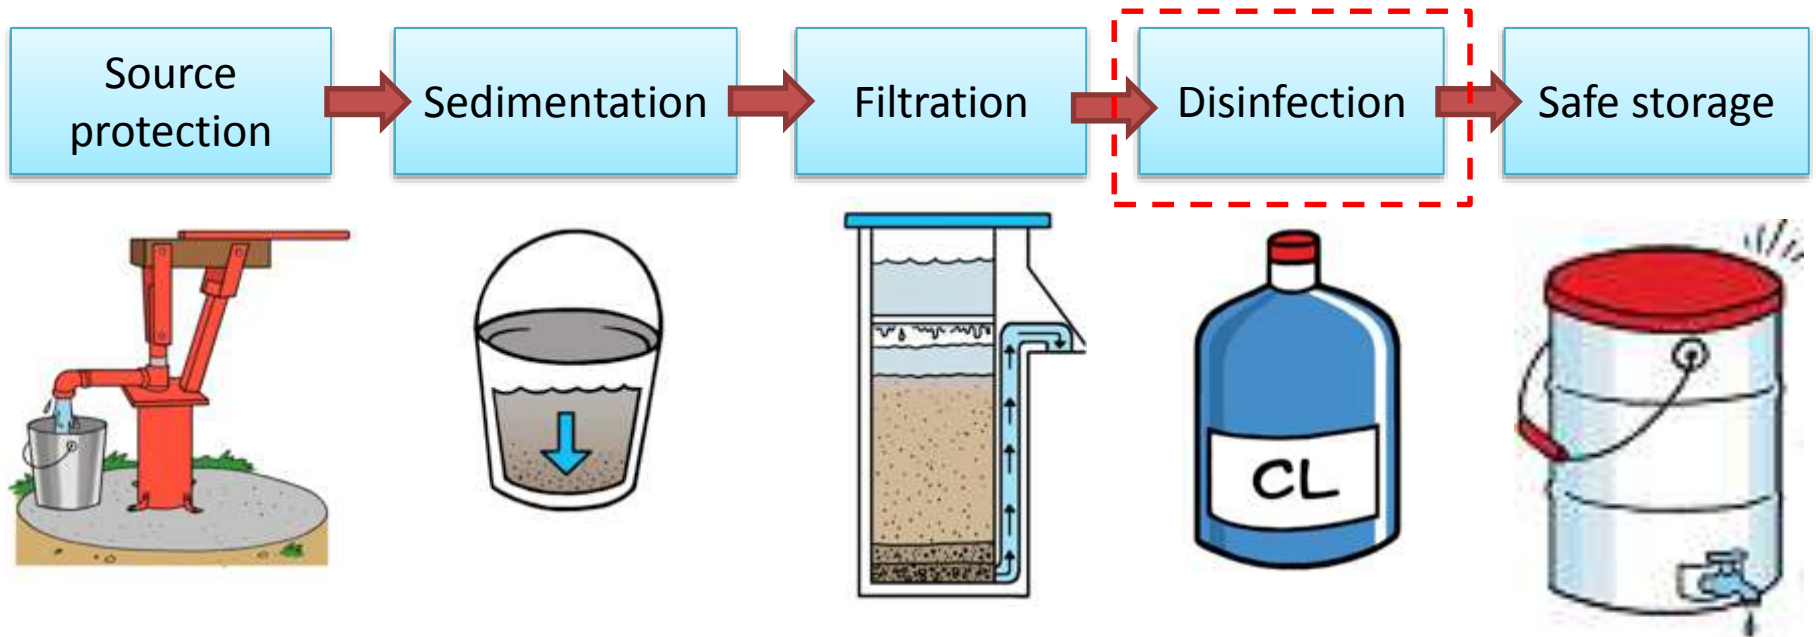 Source
protection
Sedimentation
Filtration
Disinfection
Safe storage
CL